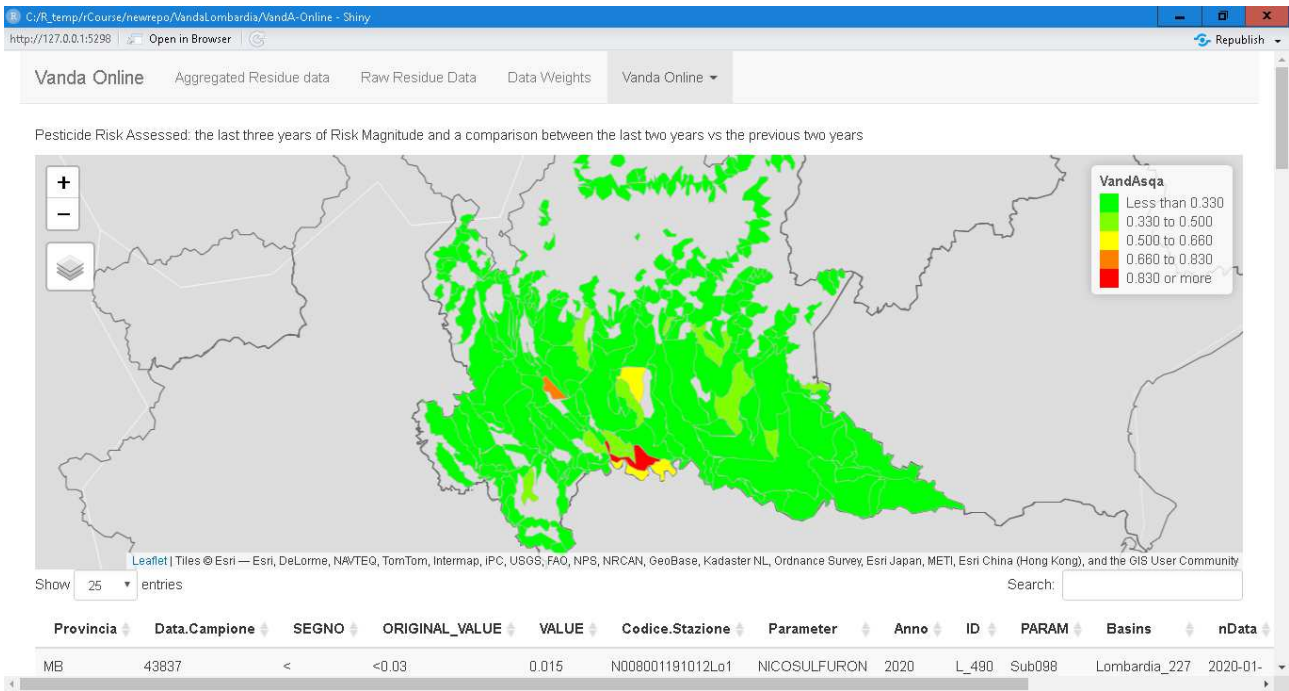 C:/R_temp/rCourse/newrepo/VandaLombardia/VandA-Online - Shiny
http://127.0.0.1:5298 Open in Browser Republish
Vanda Online Aggregated Residue data Raw Residue Data Data Weights Vanda Online
Pesticide Risk Assessed: the last three years of Risk Magnitude and a comparison between the last two years vs the previous two years
+
−
VandAsqa
Less than 0.330
0.330 to 0.500
0.500 to 0.660
0.660 to 0.830
0.830 or more
Leaflet | Tiles © Esri — Esri, DeLorme, NAVTEQ, TomTom, Intermap, iPC, USGS, FAO, NPS, NRCAN, GeoBase, Kadaster NL, Ordnance Survey, Esri Japan, METI, Esri China (Hong Kong), and the GIS User Community
Show 25 entries Search:
Provincia Data.Campione SEGNO ORIGINAL_VALUE VALUE Codice.Stazione Parameter Anno ID PARAM Basins nData
MB 43837 < <0.03 0.015 N008001191012Lo1 NICOSULFURON 2020 L_490 Sub098 Lombardia_227 2020-01-